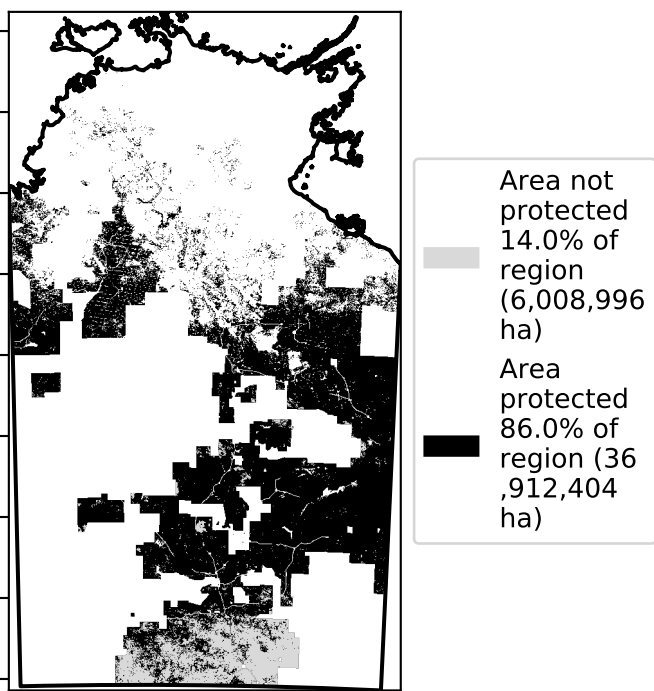 Area not
protected
14.0% of
region
(6,008,996
ha)
Area
protected
86.0% of
region (36
,912,404
ha)